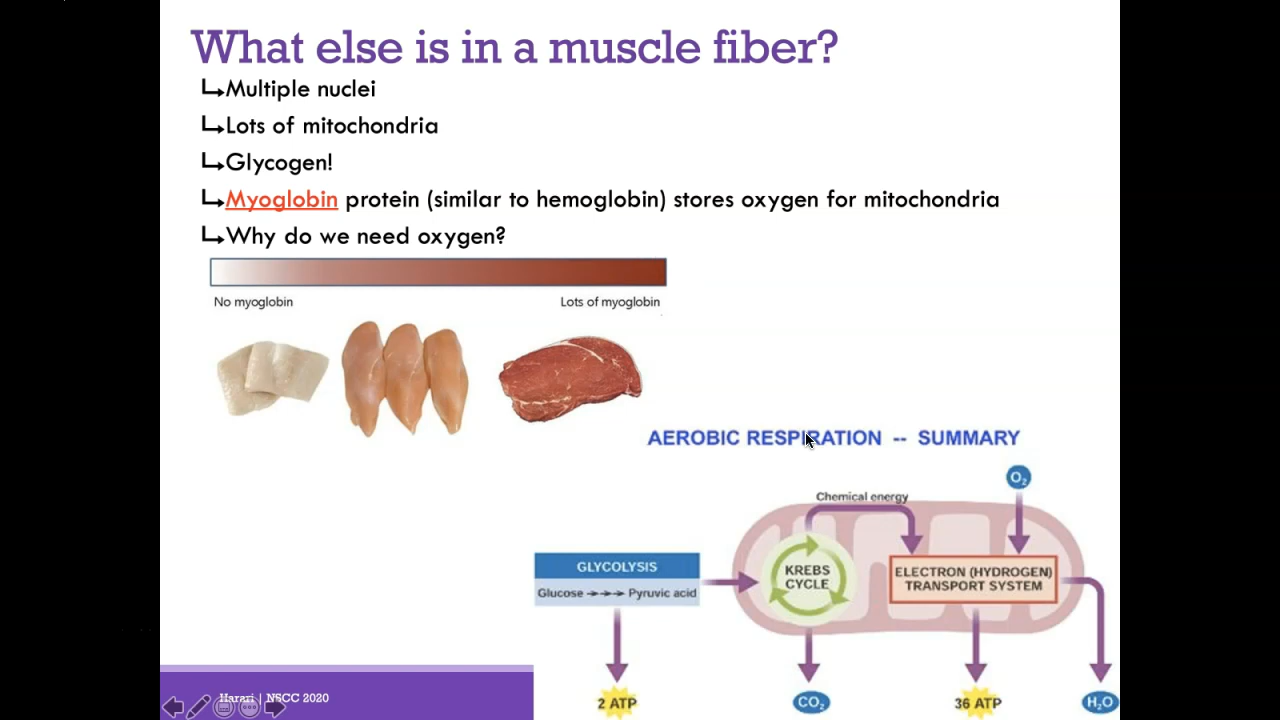 What else is in a muscle fiber?
Multiple nuclei
Lots of mitochondria
Glycogen!
Myoglobin protein (similar to hemoglobin) stores oxygen for mitochondria
Why do we need oxygen?
No myoglobin
Lots of myoglobin
AEROBIC RESPIRATION -- SUMMARY
O₂
Chemical energy
GLYCOLYSIS
Glucose → → → Pyruvic acid
KREBS
CYCLE
ELECTRON (HYDROGEN)
TRANSPORT SYSTEM
2 ATP
CO₂
36 ATP
H₂O
Harari | NSCC 2020